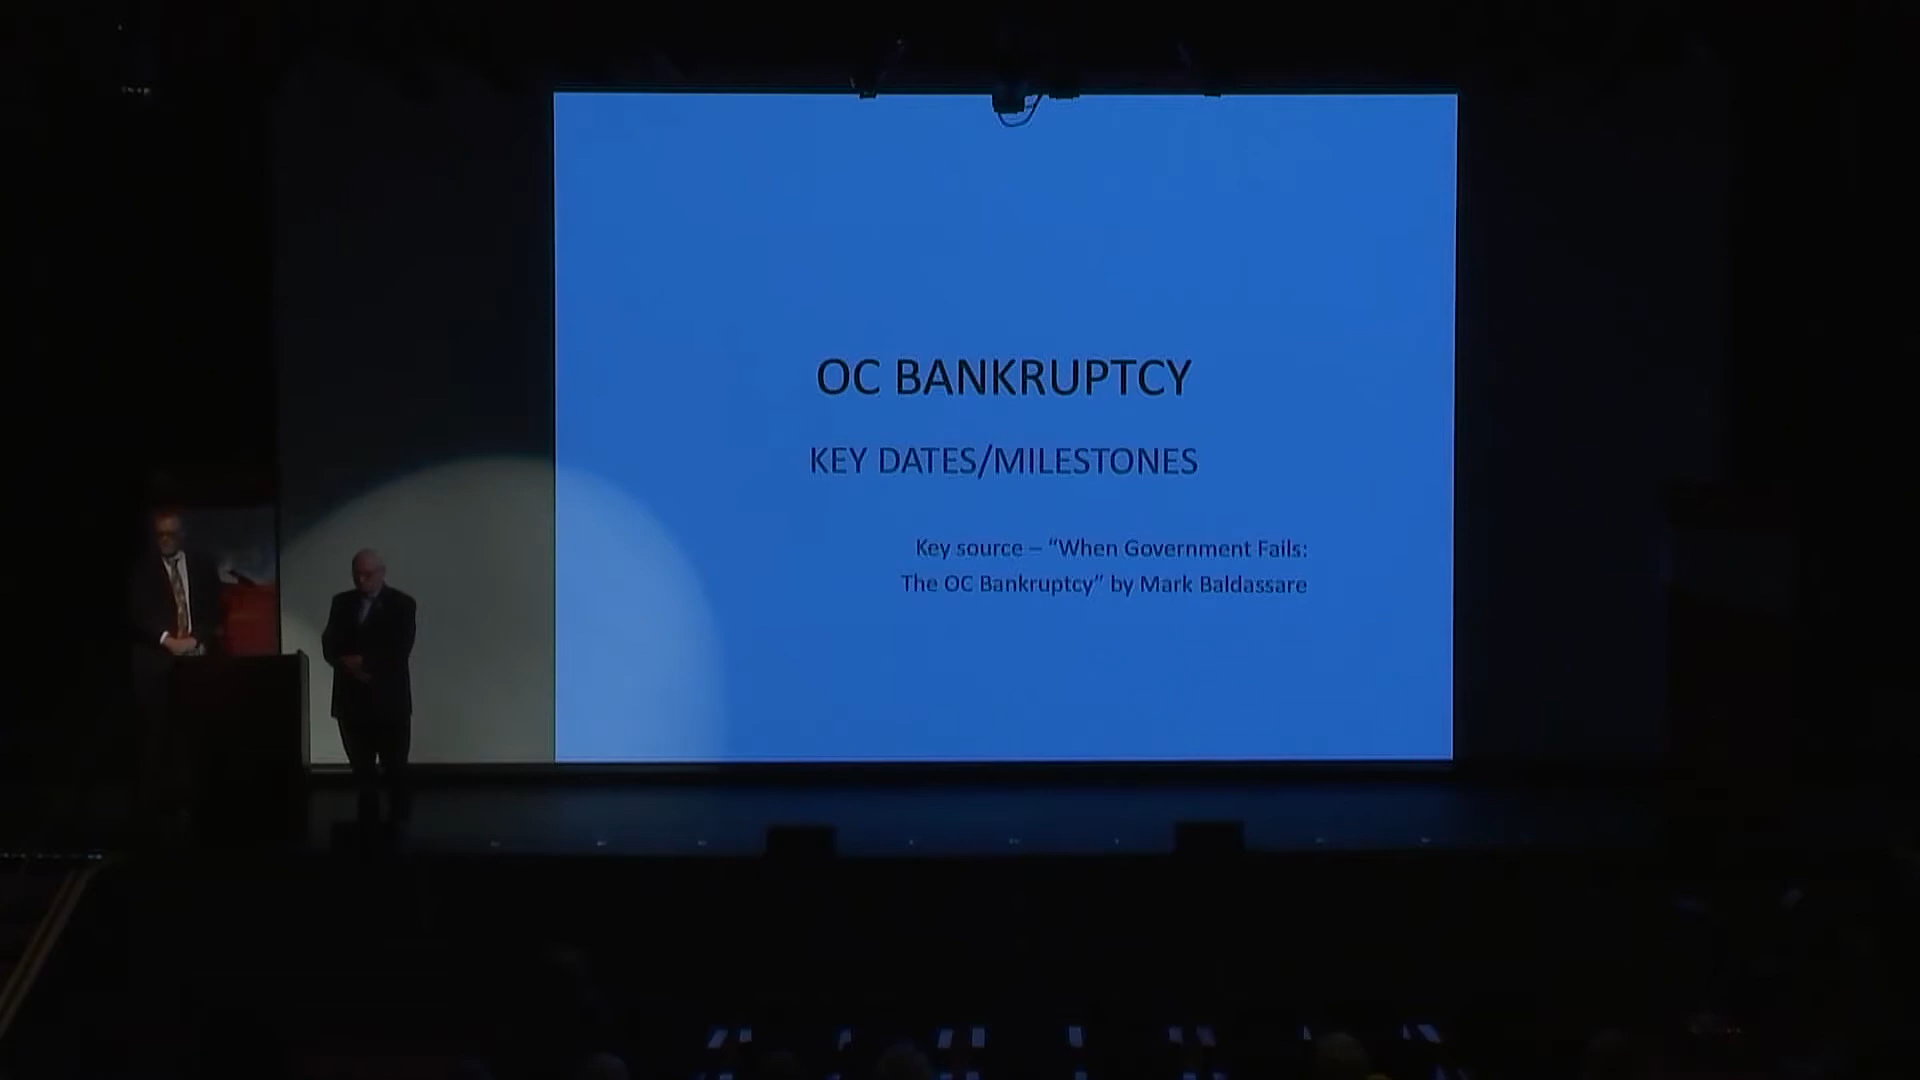 OC BANKRUPTCY
KEY DATES/MILESTONES
Key source – “When Government Fails:
The OC Bankruptcy” by Mark Baldassare